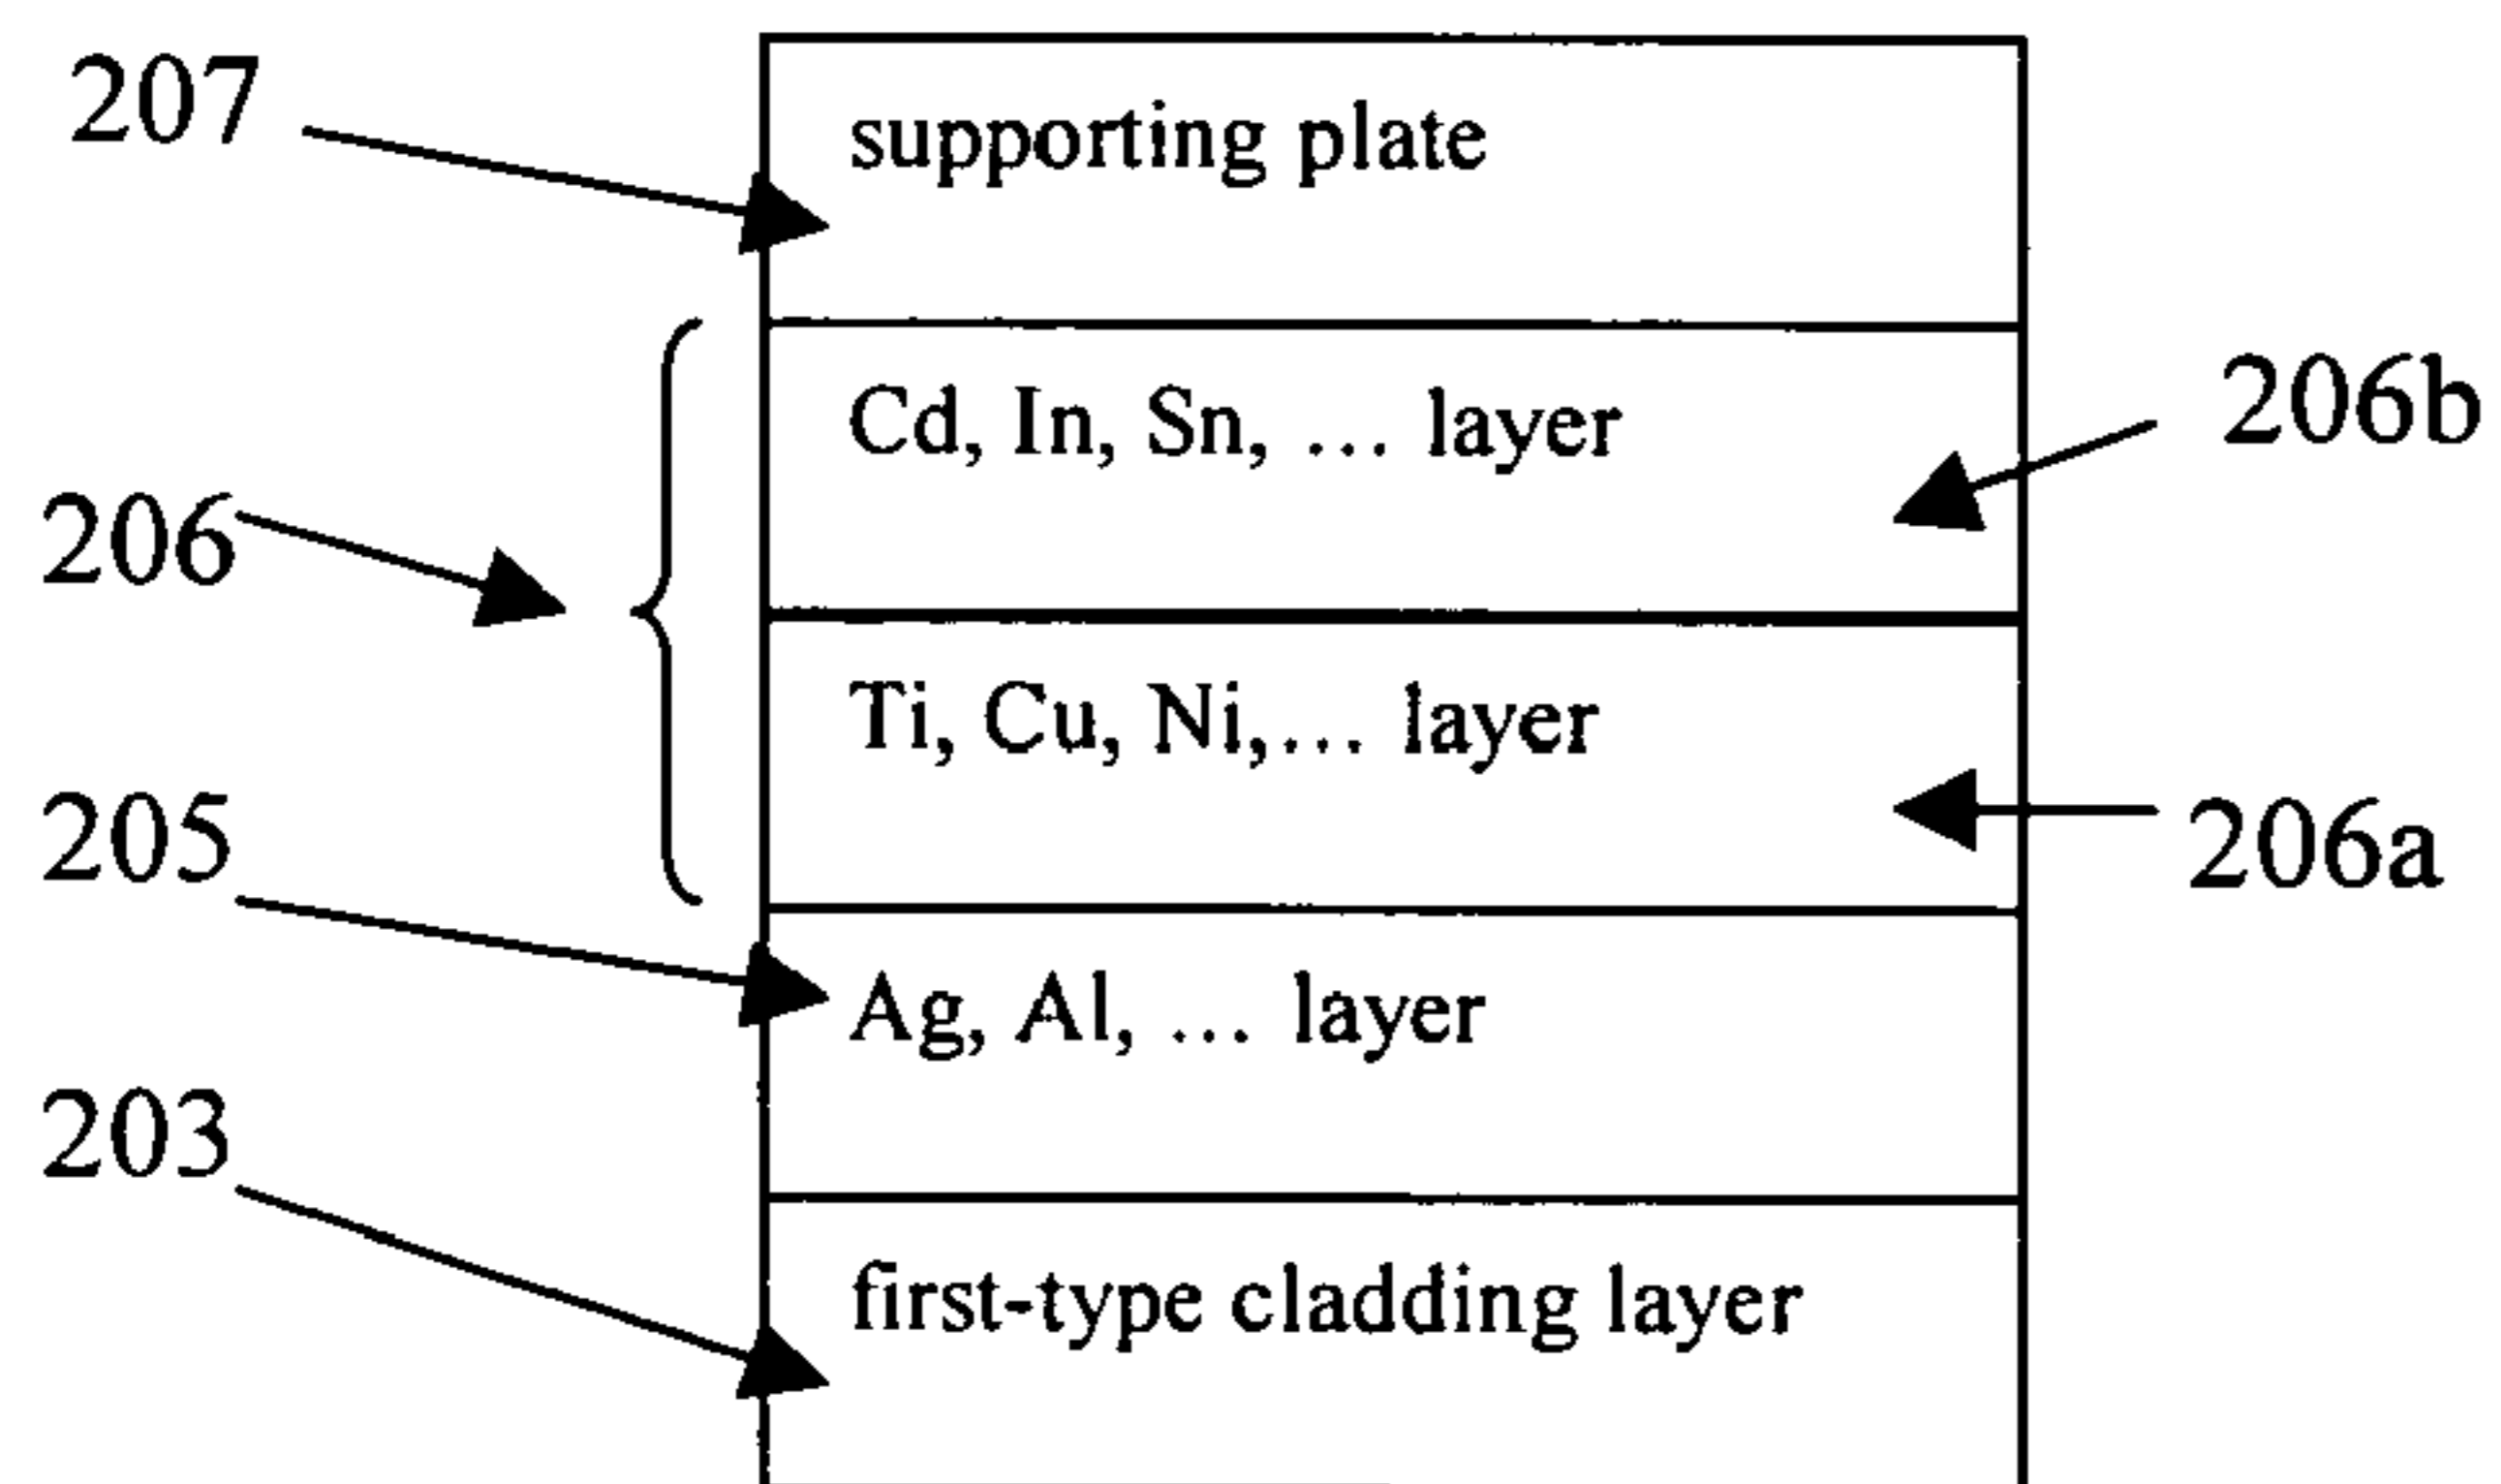 207
supporting plate
Cd, In, Sn, ... layer
206b
206
Ti, Cu, Ni,... layer
206a
205
Ag, Al, ... layer
203
first-type cladding layer